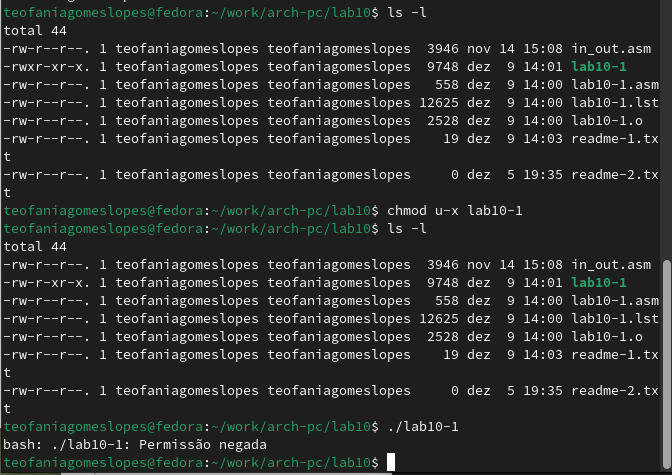 teofaniagomeslopes@fedora:~/work/arch-pc/lab10$ ls -l
total 44
-rw-r--r--. 1 teofaniagomeslopes teofaniagomeslopes  3946 nov 14 15:08 in_out.asm
-rwxr-xr-x. 1 teofaniagomeslopes teofaniagomeslopes  9748 dez  9 14:01 lab10-1
-rw-r--r--. 1 teofaniagomeslopes teofaniagomeslopes   558 dez  9 14:00 lab10-1.asm
-rw-r--r--. 1 teofaniagomeslopes teofaniagomeslopes 12625 dez  9 14:00 lab10-1.lst
-rw-r--r--. 1 teofaniagomeslopes teofaniagomeslopes  2528 dez  9 14:00 lab10-1.o
-rw-r--r--. 1 teofaniagomeslopes teofaniagomeslopes    19 dez  9 14:03 readme-1.tx
t
-rw-r--r--. 1 teofaniagomeslopes teofaniagomeslopes     0 dez  5 19:35 readme-2.tx
t
teofaniagomeslopes@fedora:~/work/arch-pc/lab10$ chmod u-x lab10-1
teofaniagomeslopes@fedora:~/work/arch-pc/lab10$ ls -l
total 44
-rw-r--r--. 1 teofaniagomeslopes teofaniagomeslopes  3946 nov 14 15:08 in_out.asm
-rw-r-xr-x. 1 teofaniagomeslopes teofaniagomeslopes  9748 dez  9 14:01 lab10-1
-rw-r--r--. 1 teofaniagomeslopes teofaniagomeslopes   558 dez  9 14:00 lab10-1.asm
-rw-r--r--. 1 teofaniagomeslopes teofaniagomeslopes 12625 dez  9 14:00 lab10-1.lst
-rw-r--r--. 1 teofaniagomeslopes teofaniagomeslopes  2528 dez  9 14:00 lab10-1.o
-rw-r--r--. 1 teofaniagomeslopes teofaniagomeslopes    19 dez  9 14:03 readme-1.tx
t
-rw-r--r--. 1 teofaniagomeslopes teofaniagomeslopes     0 dez  5 19:35 readme-2.tx
t
teofaniagomeslopes@fedora:~/work/arch-pc/lab10$ ./lab10-1
bash: ./lab10-1: Permissão negada
teofaniagomeslopes@fedora:~/work/arch-pc/lab10$